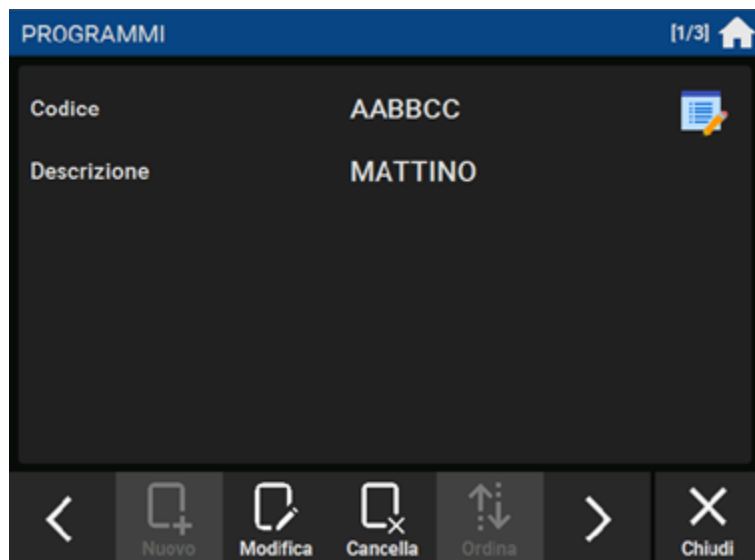 PROGRAMMI [1/3]
Codice AABBCC
Descrizione MATTINO
Nuovo Modifica Cancella Ordina Chiudi